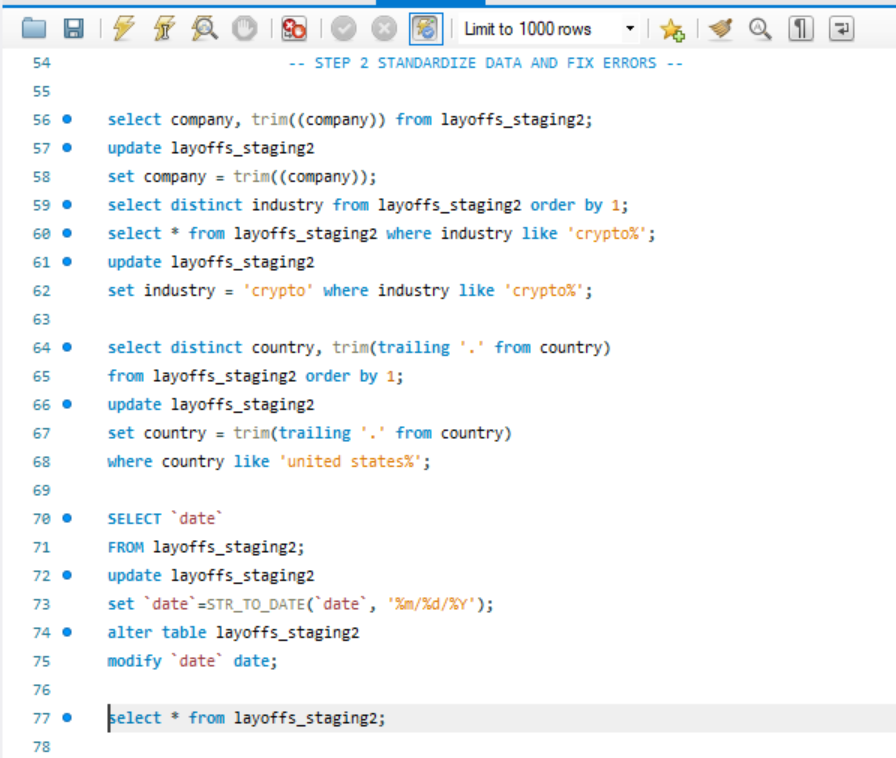 Limit to 1000 rows
54 -- STEP 2 STANDARDIZE DATA AND FIX ERRORS --
55
56 select company, trim((company)) from layoffs_staging2;
57 update layoffs_staging2
58 set company = trim((company));
59 select distinct industry from layoffs_staging2 order by 1;
60 select * from layoffs_staging2 where industry like 'crypto%';
61 update layoffs_staging2
62 set industry = 'crypto' where industry like 'crypto%';
63
64 select distinct country, trim(trailing '.' from country)
65 from layoffs_staging2 order by 1;
66 update layoffs_staging2
67 set country = trim(trailing '.' from country)
68 where country like 'united states%';
69
70 SELECT `date`
71 FROM layoffs_staging2;
72 update layoffs_staging2
73 set `date`=STR_TO_DATE(`date`, '%m/%d/%Y');
74 alter table layoffs_staging2
75 modify `date` date;
76
77 select * from layoffs_staging2;
78